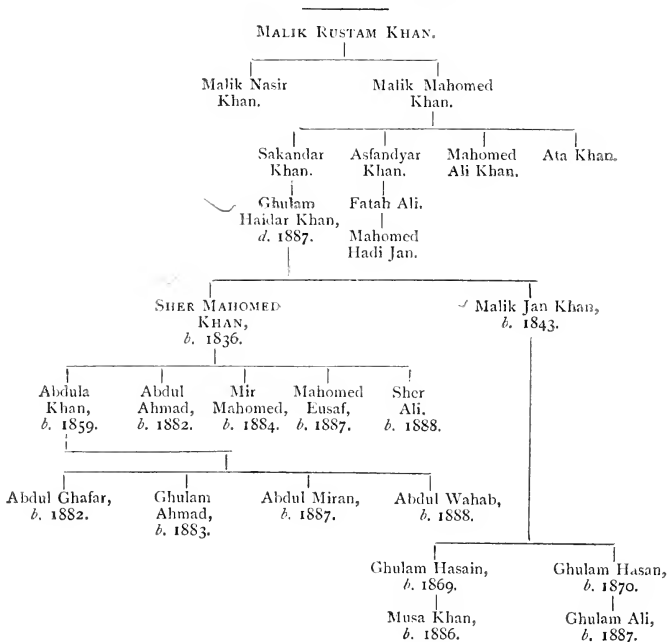 MALIK RUSTAM KHAN.
Malik Nasir
Khan.
Malik Mahomed
Khan.
Sakandar
Khan.
Asfandyar
Khan.
Mahomed
Ali Khan.
Ata Khan.
Ghulam
Haidar Khan,
d. 1887.
Fatah Ali.
Mahomed
Hadi Jan.
SHER MAHOMED
KHAN,
b. 1836.
Malik Jan Khan,
b. 1843.
Abdula
Khan,
b. 1859.
Abdul
Ahmad,
b. 1882.
Mir
Mahomed,
b. 1884.
Mahomed
Eusaf,
b. 1887.
Sher
Ali.
b. 1888.
Abdul Ghafar,
b. 1882.
Ghulam
Ahmad,
b. 1883.
Abdul Miran,
b. 1887.
Abdul Wahab,
b. 1888.
Ghulam Hasain,
b. 1869.
Ghulam Hasan,
b. 1870.
Musa Khan,
b. 1886.
Ghulam Ali,
b. 1887.